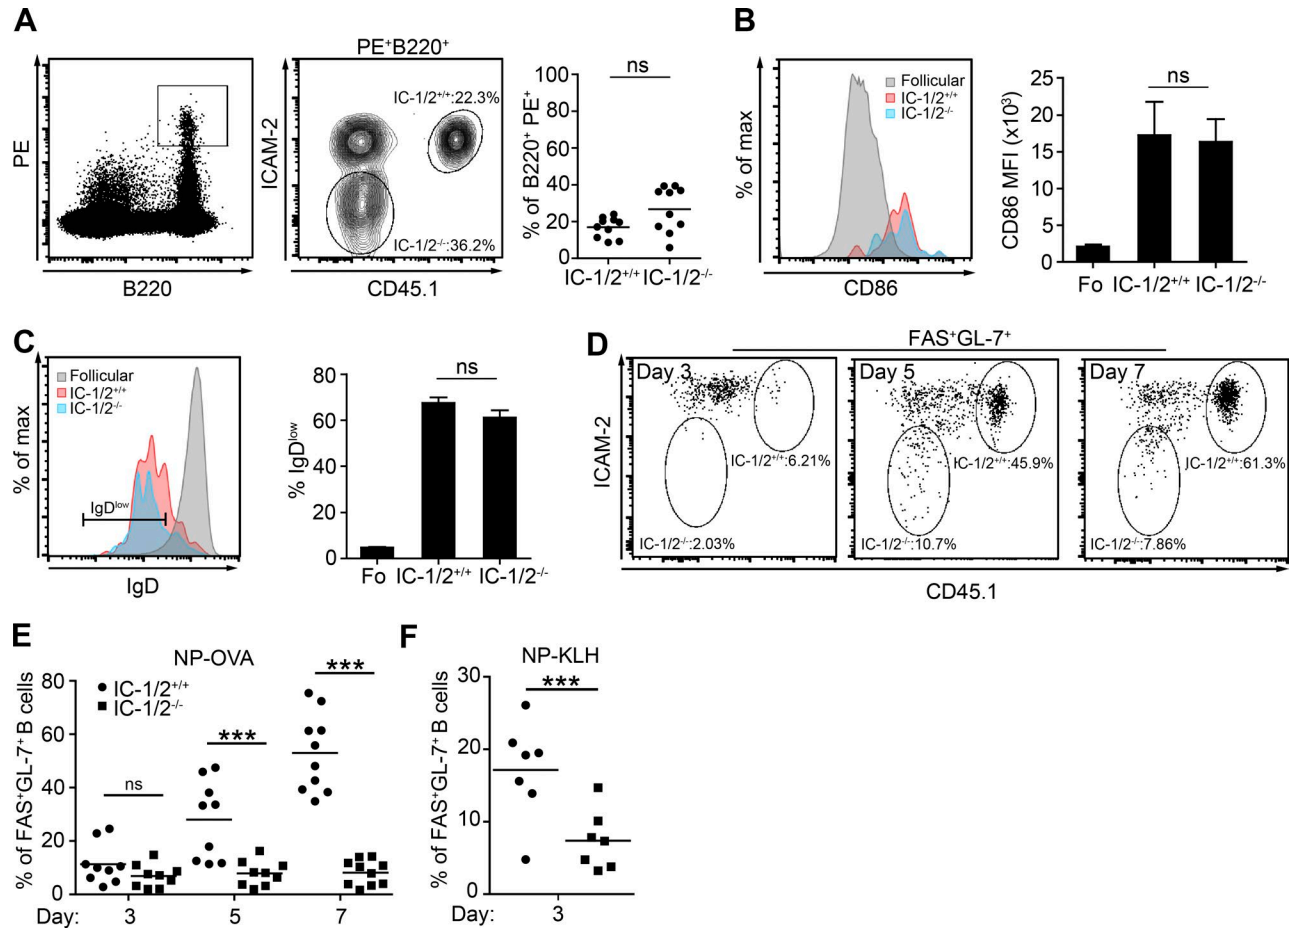 A
PE
B220
PE⁺B220⁺
ICAM-2
IC-1/2⁺/⁺:22.3%
IC-1/2⁻/⁻:36.2%
CD45.1
ns
% of B220⁺ PE⁺
100
80
60
40
20
0
IC-1/2⁺/⁺ IC-1/2⁻/⁻
B
% of max
Follicular
IC-1/2⁺/⁺
IC-1/2⁻/⁻
CD86
ns
CD86 MFI (x10³)
25
20
15
10
5
0
Fo IC-1/2⁺/⁺ IC-1/2⁻/⁻
C
% of max
Follicular
IC-1/2⁺/⁺
IC-1/2⁻/⁻
IgDˡᵒʷ
IgD
ns
% IgDˡᵒʷ
80
60
40
20
0
Fo IC-1/2⁺/⁺ IC-1/2⁻/⁻
D
FAS⁺GL-7⁺
ICAM-2
Day 3
IC-1/2⁺/⁺:6.21%
IC-1/2⁻/⁻:2.03%
Day 5
IC-1/2⁺/⁺:45.9%
IC-1/2⁻/⁻:10.7%
Day 7
IC-1/2⁺/⁺:61.3%
IC-1/2⁻/⁻:7.86%
CD45.1
E
NP-OVA
IC-1/2⁺/⁺
IC-1/2⁻/⁻
% of FAS⁺GL-7⁺ B cells
80
60
40
20
0
ns
***
***
Day: 3 5 7
F
NP-KLH
***
% of FAS⁺GL-7⁺ B cells
30
20
10
0
Day: 3